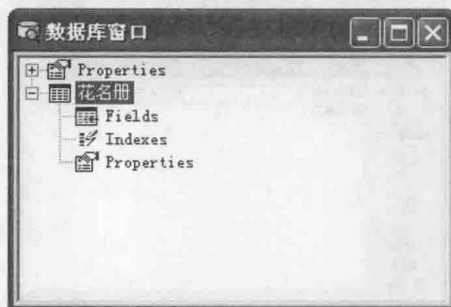 数据库窗口
Properties
花名册
Fields
Indexes
Properties